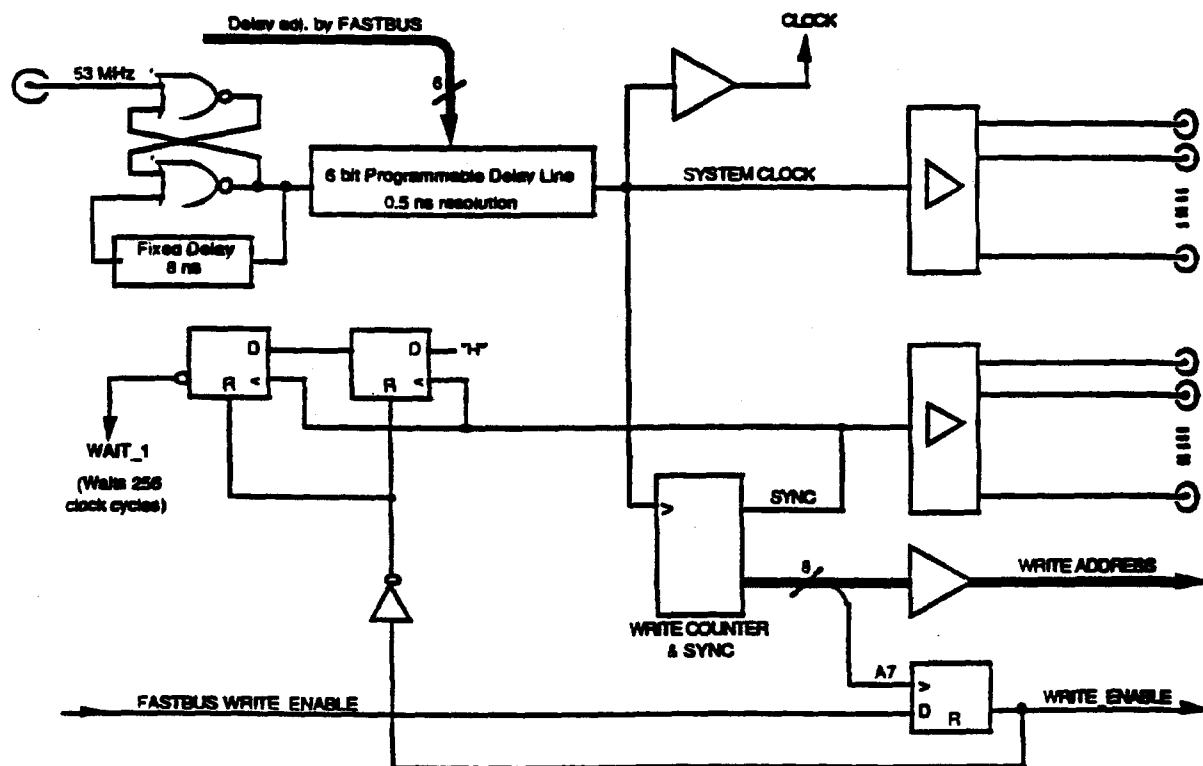 Delay adj. by FASTBUS
CLOCK
53 MHz
6
6 bit Programmable Delay Line
0.5 ns resolution
SYSTEM CLOCK
Fixed Delay
8 ns
D
R <
D
"H"
R <
WAIT_1
(Waits 256
clock cycles)
>
SYNC
8
WRITE ADDRESS
WRITE COUNTER
& SYNC
A7
>
FASTBUS WRITE_ENABLE
D
R
WRITE_ENABLE